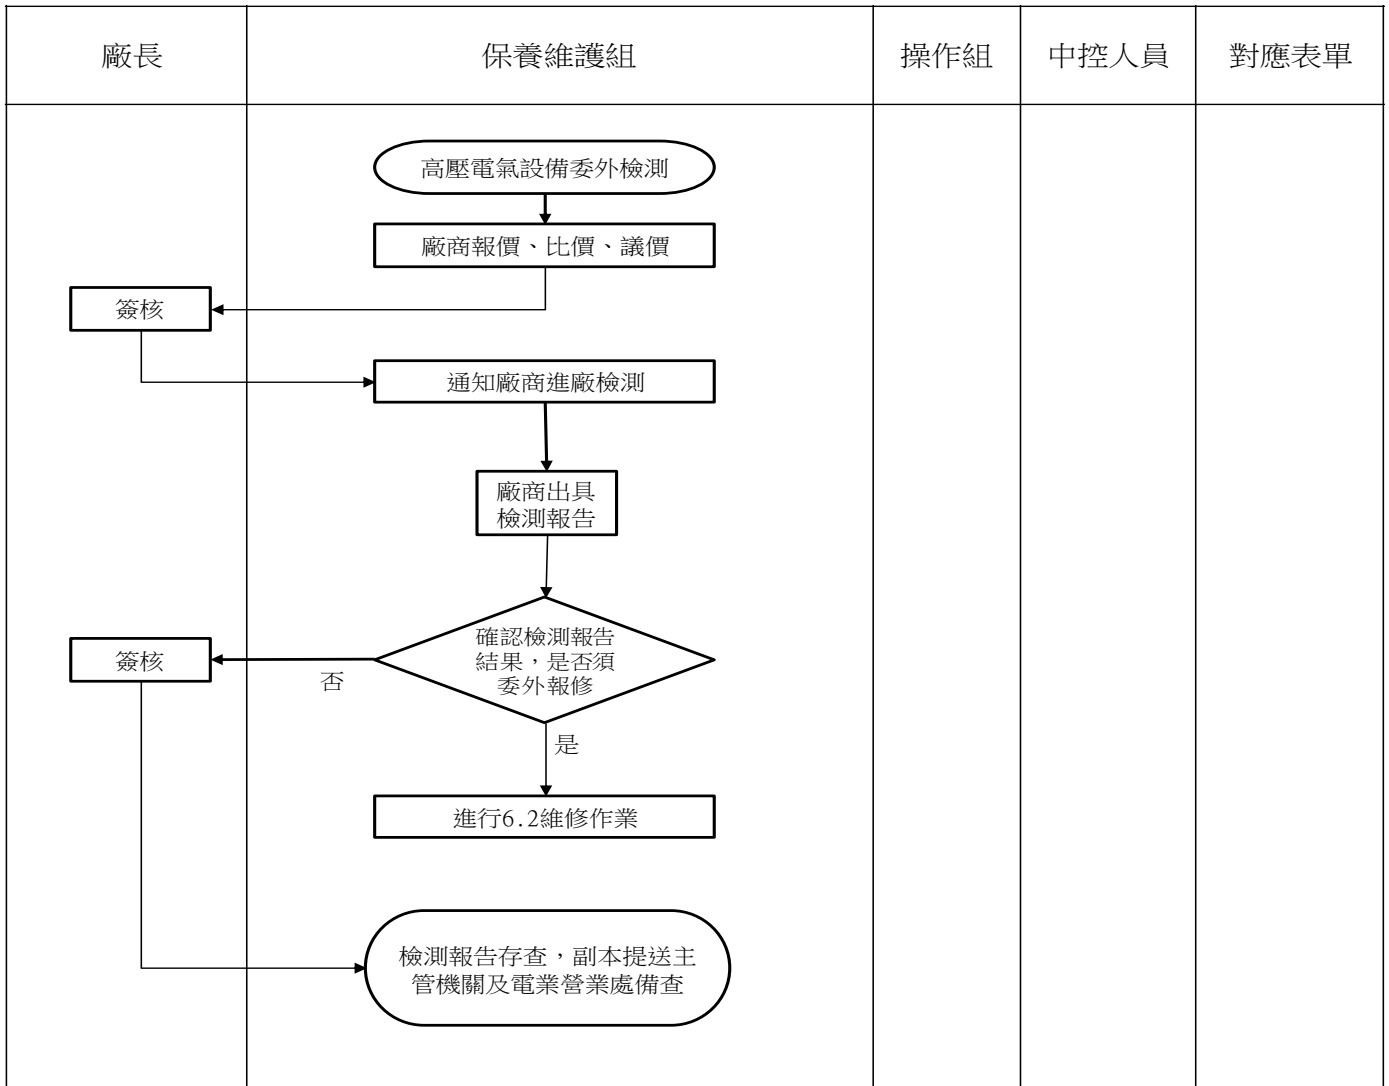 廠長
保養維護組
操作組
中控人員
對應表單
高壓電氣設備委外檢測
廠商報價、比價、議價
簽核
通知廠商進廠檢測
廠商出具
檢測報告
確認檢測報告
結果，是否須
委外報修
簽核
否
是
進行6.2維修作業
檢測報告存查，副本提送主
管機關及電業營業處備查